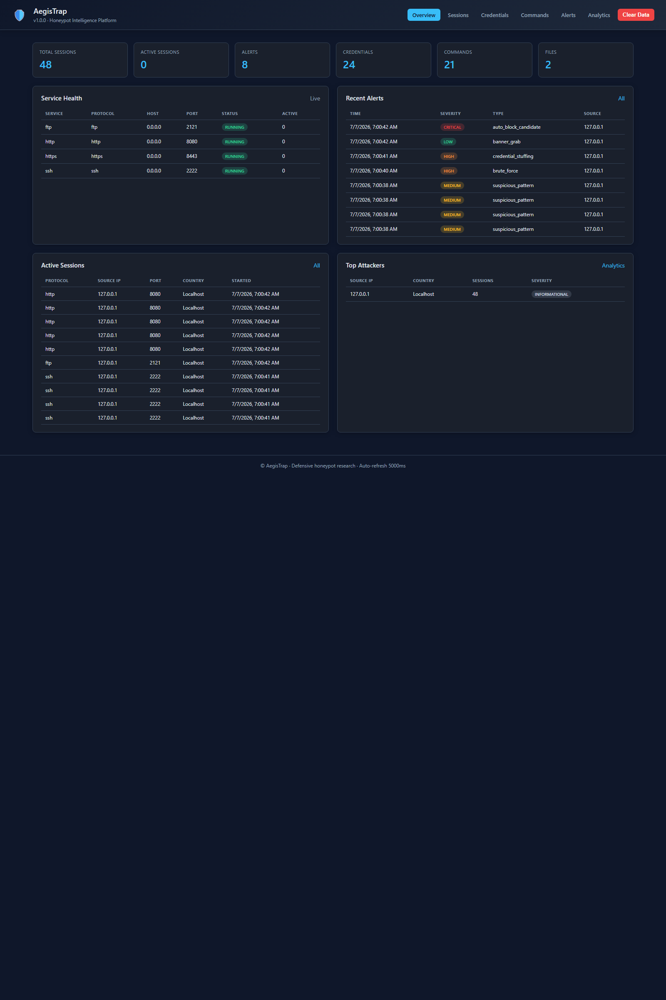 AegisTrap
v1.0.0 · Honeypot Intelligence Platform
Overview Sessions Credentials Commands Alerts Analytics Clear Data
TOTAL SESSIONS
48
ACTIVE SESSIONS
0
ALERTS
8
CREDENTIALS
24
COMMANDS
21
FILES
2
Service Health Live
SERVICE PROTOCOL HOST PORT STATUS ACTIVE
ftp ftp 0.0.0.0 2121 RUNNING 0
http http 0.0.0.0 8080 RUNNING 0
https https 0.0.0.0 8443 RUNNING 0
ssh ssh 0.0.0.0 2222 RUNNING 0
Recent Alerts All
TIME SEVERITY TYPE SOURCE
7/7/2026, 7:00:42 AM CRITICAL auto_block_candidate 127.0.0.1
7/7/2026, 7:00:42 AM LOW banner_grab 127.0.0.1
7/7/2026, 7:00:41 AM HIGH credential_stuffing 127.0.0.1
7/7/2026, 7:00:40 AM HIGH brute_force 127.0.0.1
7/7/2026, 7:00:38 AM MEDIUM suspicious_pattern 127.0.0.1
7/7/2026, 7:00:38 AM MEDIUM suspicious_pattern 127.0.0.1
7/7/2026, 7:00:38 AM MEDIUM suspicious_pattern 127.0.0.1
7/7/2026, 7:00:38 AM MEDIUM suspicious_pattern 127.0.0.1
Active Sessions All
PROTOCOL SOURCE IP PORT COUNTRY STARTED
http 127.0.0.1 8080 Localhost 7/7/2026, 7:00:42 AM
http 127.0.0.1 8080 Localhost 7/7/2026, 7:00:42 AM
http 127.0.0.1 8080 Localhost 7/7/2026, 7:00:42 AM
http 127.0.0.1 8080 Localhost 7/7/2026, 7:00:42 AM
http 127.0.0.1 8080 Localhost 7/7/2026, 7:00:42 AM
ftp 127.0.0.1 2121 Localhost 7/7/2026, 7:00:42 AM
ssh 127.0.0.1 2222 Localhost 7/7/2026, 7:00:41 AM
ssh 127.0.0.1 2222 Localhost 7/7/2026, 7:00:41 AM
ssh 127.0.0.1 2222 Localhost 7/7/2026, 7:00:41 AM
ssh 127.0.0.1 2222 Localhost 7/7/2026, 7:00:41 AM
Top Attackers Analytics
SOURCE IP COUNTRY SESSIONS SEVERITY
127.0.0.1 Localhost 48 INFORMATIONAL
© AegisTrap · Defensive honeypot research · Auto-refresh 5000ms